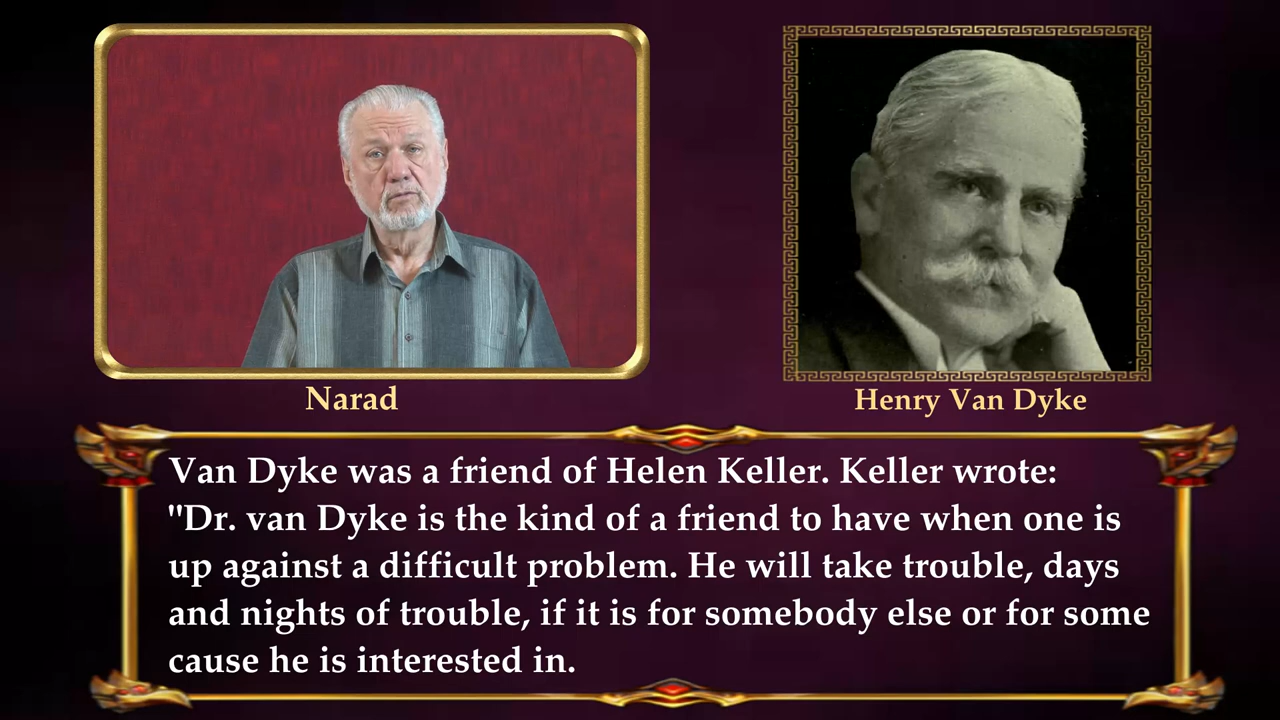 Narad
Henry Van Dyke
Van Dyke was a friend of Helen Keller. Keller wrote:
"Dr. van Dyke is the kind of a friend to have when one is
up against a difficult problem. He will take trouble, days
and nights of trouble, if it is for somebody else or for some
cause he is interested in.